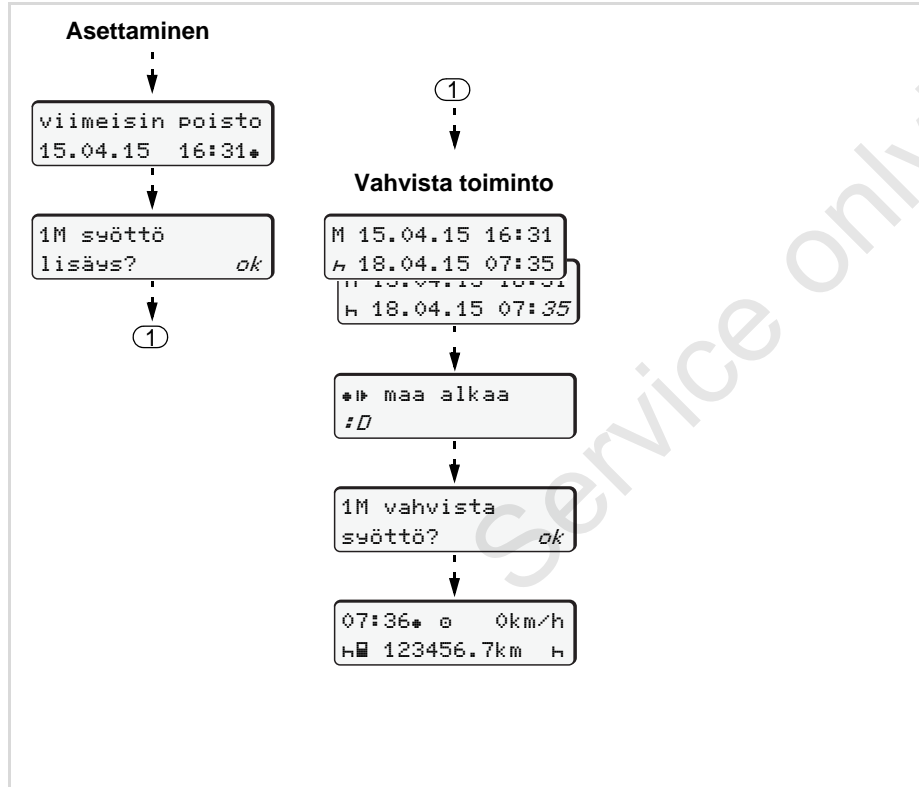 Asettaminen
viimeisin poisto
15.04.15 16:31
1M syöttö
lisäys? ok
1
1
Vahvista toiminto
M 15.04.15 16:31
18.04.15 07:35
18.04.15 07:35
maa alkaa
:D
1M vahvista
syöttö? ok
07:36 0km/h
123456.7km
Service only